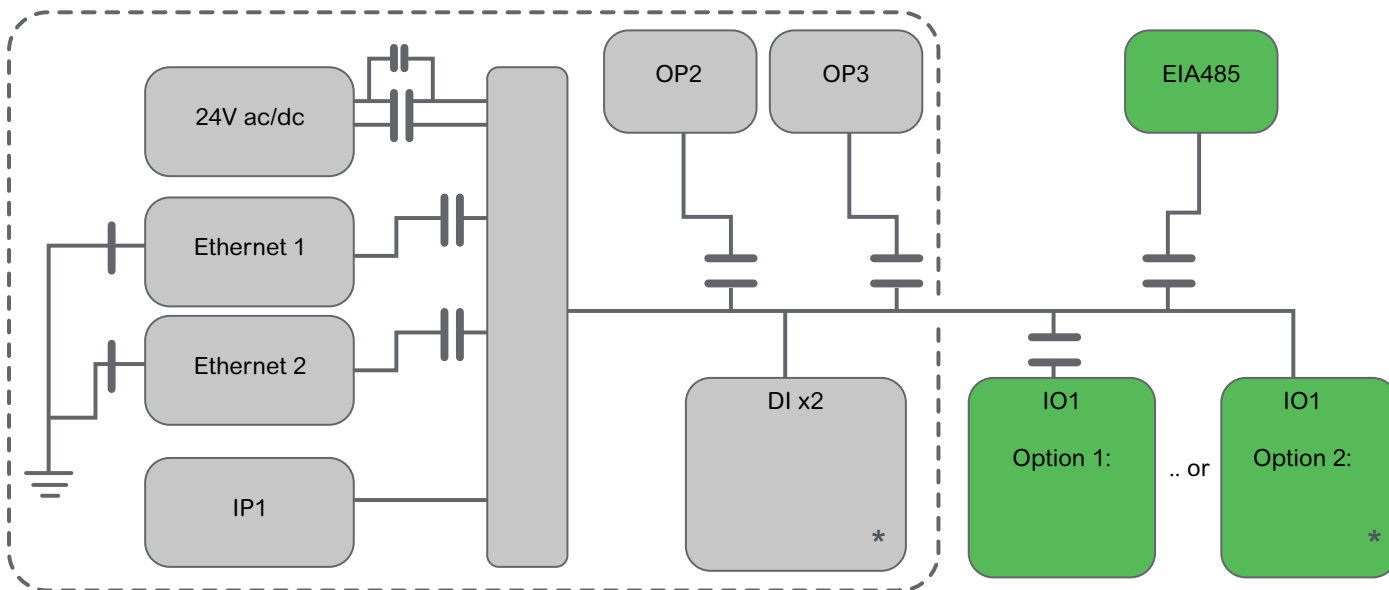 OP2
OP3
EIA485
24V ac/dc
Ethernet 1
Ethernet 2
IP1
DI x2
*
IO1
Option 1:
.. or
IO1
Option 2:
*